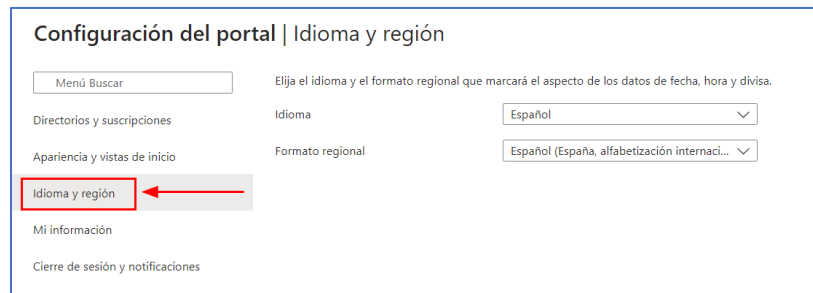 Configuración del portal | Idioma y región
Menú Buscar
Directorios y suscripciones
Apariencia y vistas de inicio
Idioma y región
Mi información
Cierre de sesión y notificaciones
Elija el idioma y el formato regional que marcará el aspecto de los datos de fecha, hora y divisa.
Idioma
Español
Formato regional
Español (España, alfabetización internaci...